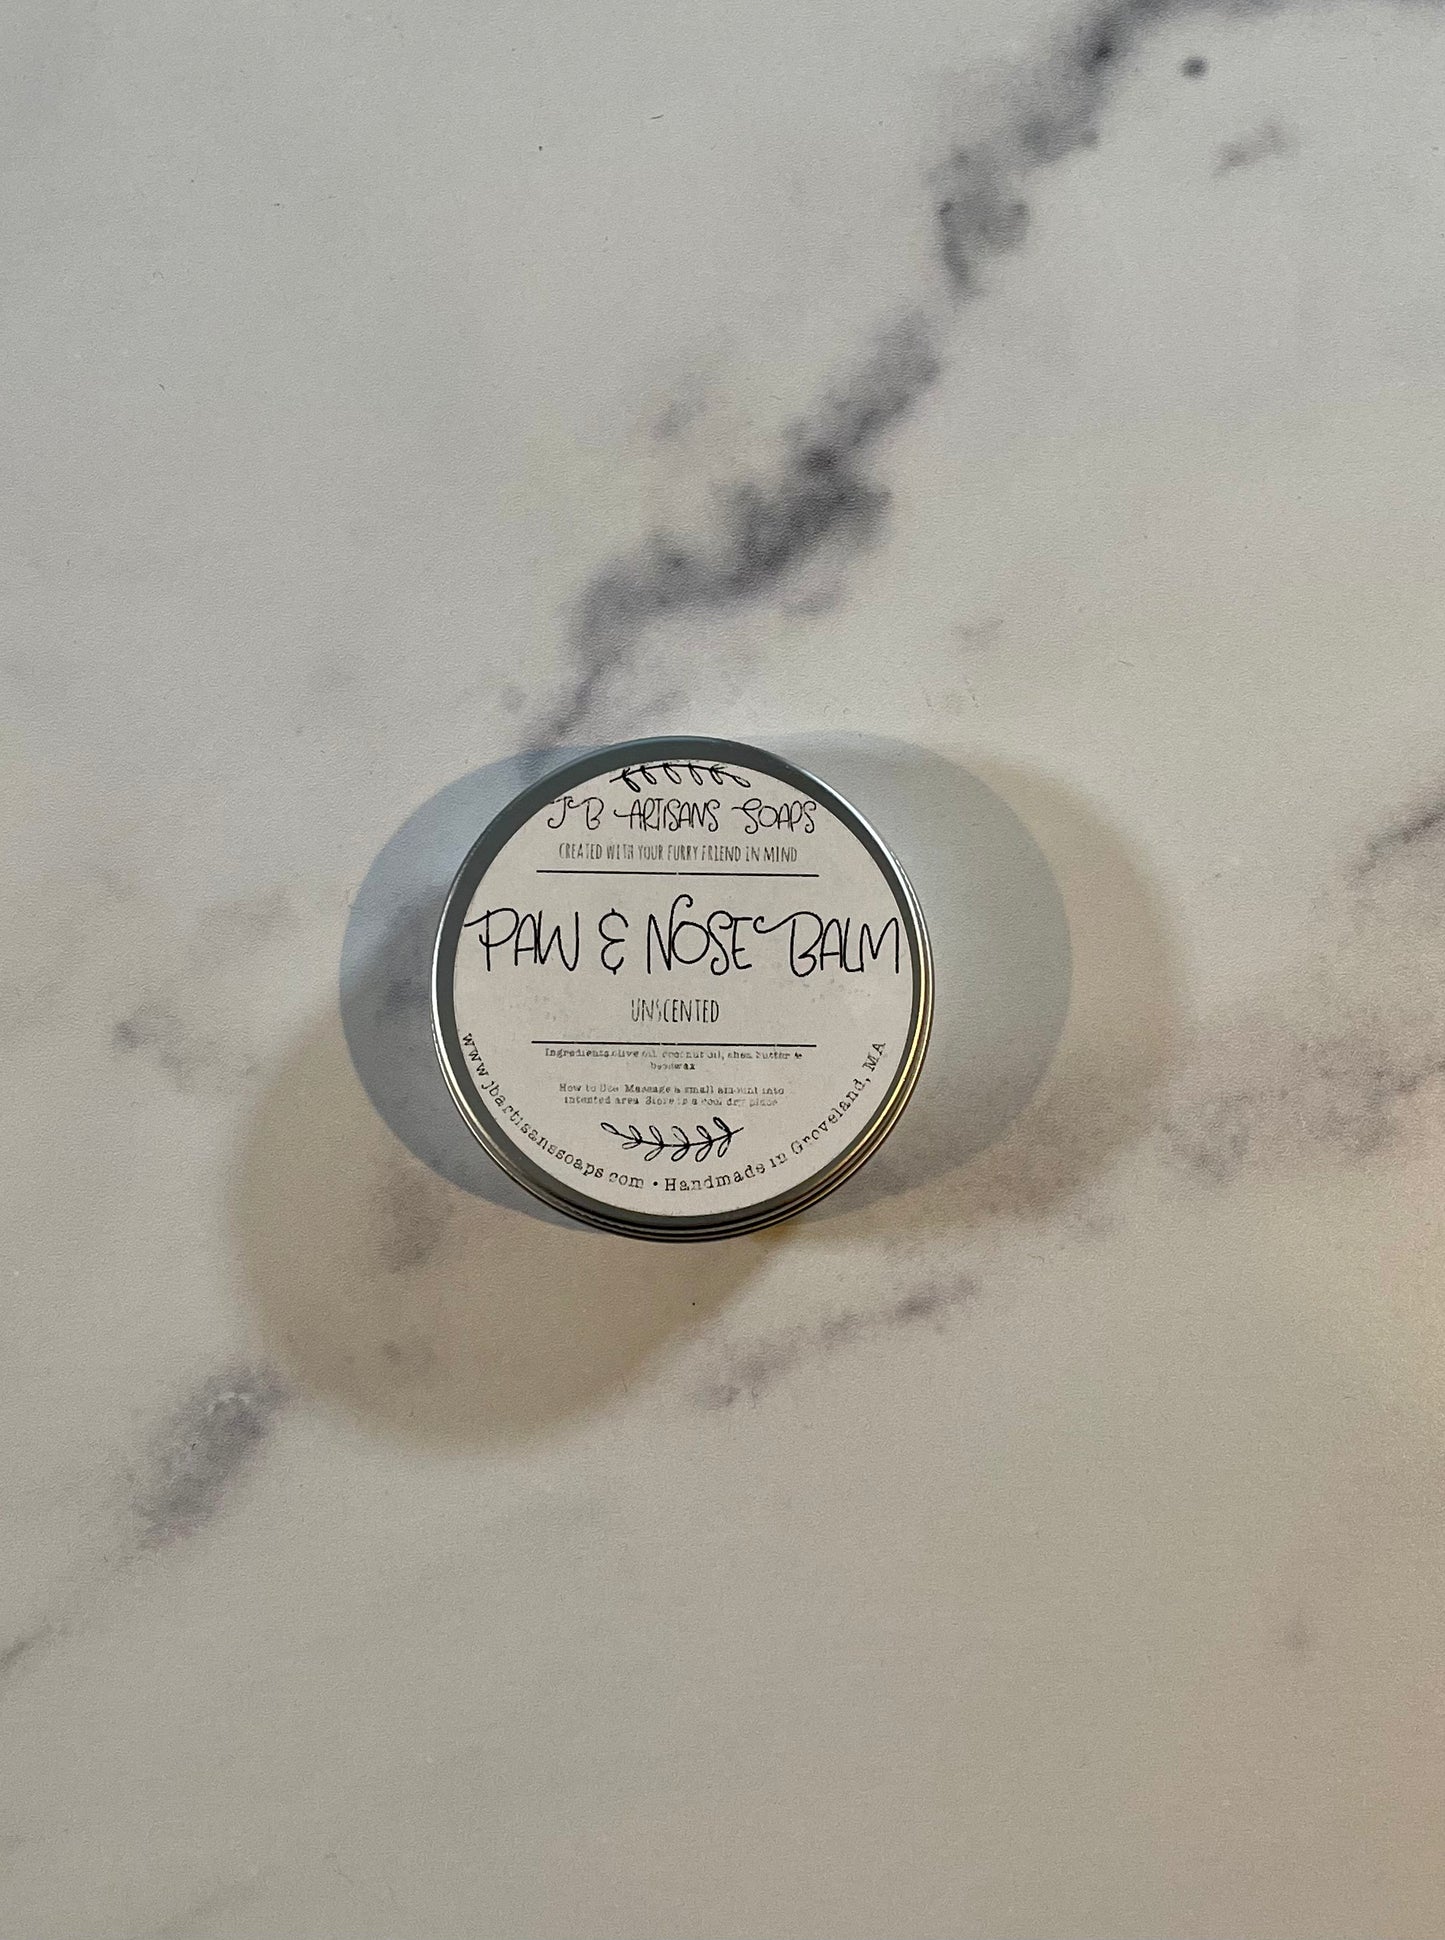 JB ARTISANS SOAPS
CREATED WITH YOUR FURRY FRIEND IN MIND
PAW & NOSE BALM
UNSCENTED
Ingredients:olive oil, coconut oil, shea butter &
beeswax
How to Use: Massage a small amount into
intented area. Store in a cool dry place
www.jbartisanssoaps.com • Handmade in Groveland, MA